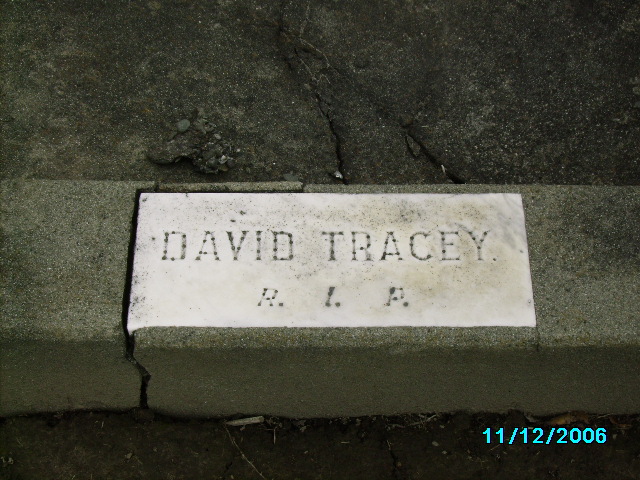 DAVID TRACEY.
R. I. P.
11/12/2006